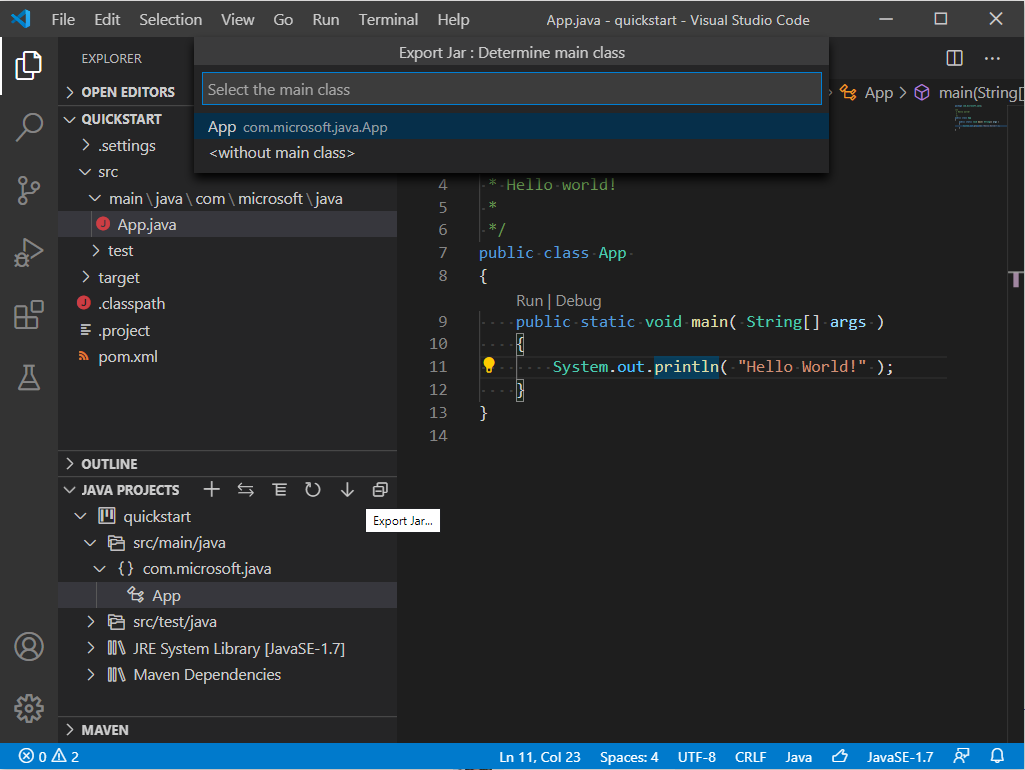 File Edit Selection View Go Run Terminal Help App.java - quickstart - Visual Studio Code
EXPLORER
Export Jar : Determine main class
Select the main class
App com.microsoft.java.App
<without main class>
App main(String[
OPEN EDITORS
QUICKSTART
.settings
src
main\java\com\microsoft\java
App.java
test
target
.classpath
.project
pom.xml
4 * Hello world!
5 *
6 */
7 public class App
8 {
Run | Debug
9 public static void main( String[] args )
10 {
11 System.out.println( "Hello World!" );
12 }
13 }
14
OUTLINE
JAVA PROJECTS
Export Jar...
quickstart
src/main/java
{} com.microsoft.java
App
src/test/java
JRE System Library [JavaSE-1.7]
Maven Dependencies
MAVEN
0 2 Ln 11, Col 23 Spaces: 4 UTF-8 CRLF Java JavaSE-1.7